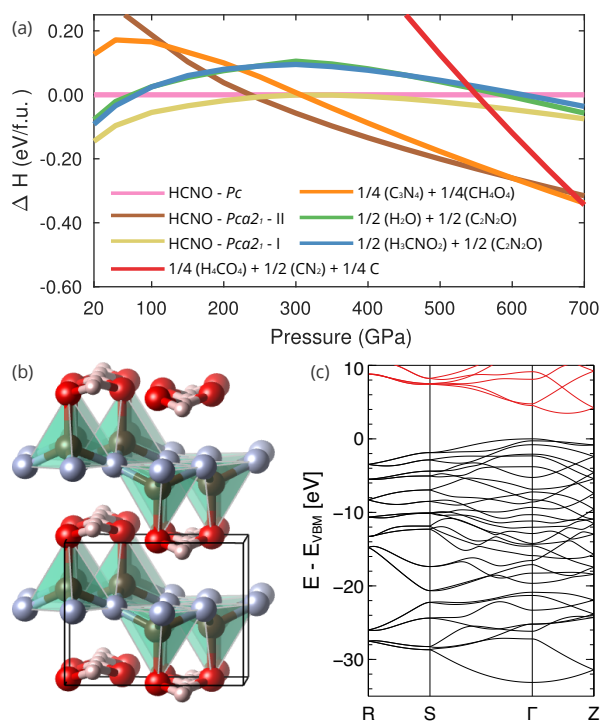 (a)
0.20
0.00
-0.20
-0.40
-0.60
Δ H (eV/f.u.)
HCNO - Pc
HCNO - Pca2₁ - II
HCNO - Pca2₁ - I
1/4 (H₄CO₄) + 1/2 (CN₂) + 1/4 C
1/4 (C₃N₄) + 1/4(CH₄O₄)
1/2 (H₂O) + 1/2 (C₂N₂O)
1/2 (H₃CNO₂) + 1/2 (C₂N₂O)
20 100 200 300 400 500 600 700
Pressure (GPa)
(b)
(c)
10
0
−10
−20
−30
E - E_VBM [eV]
R S Γ Z